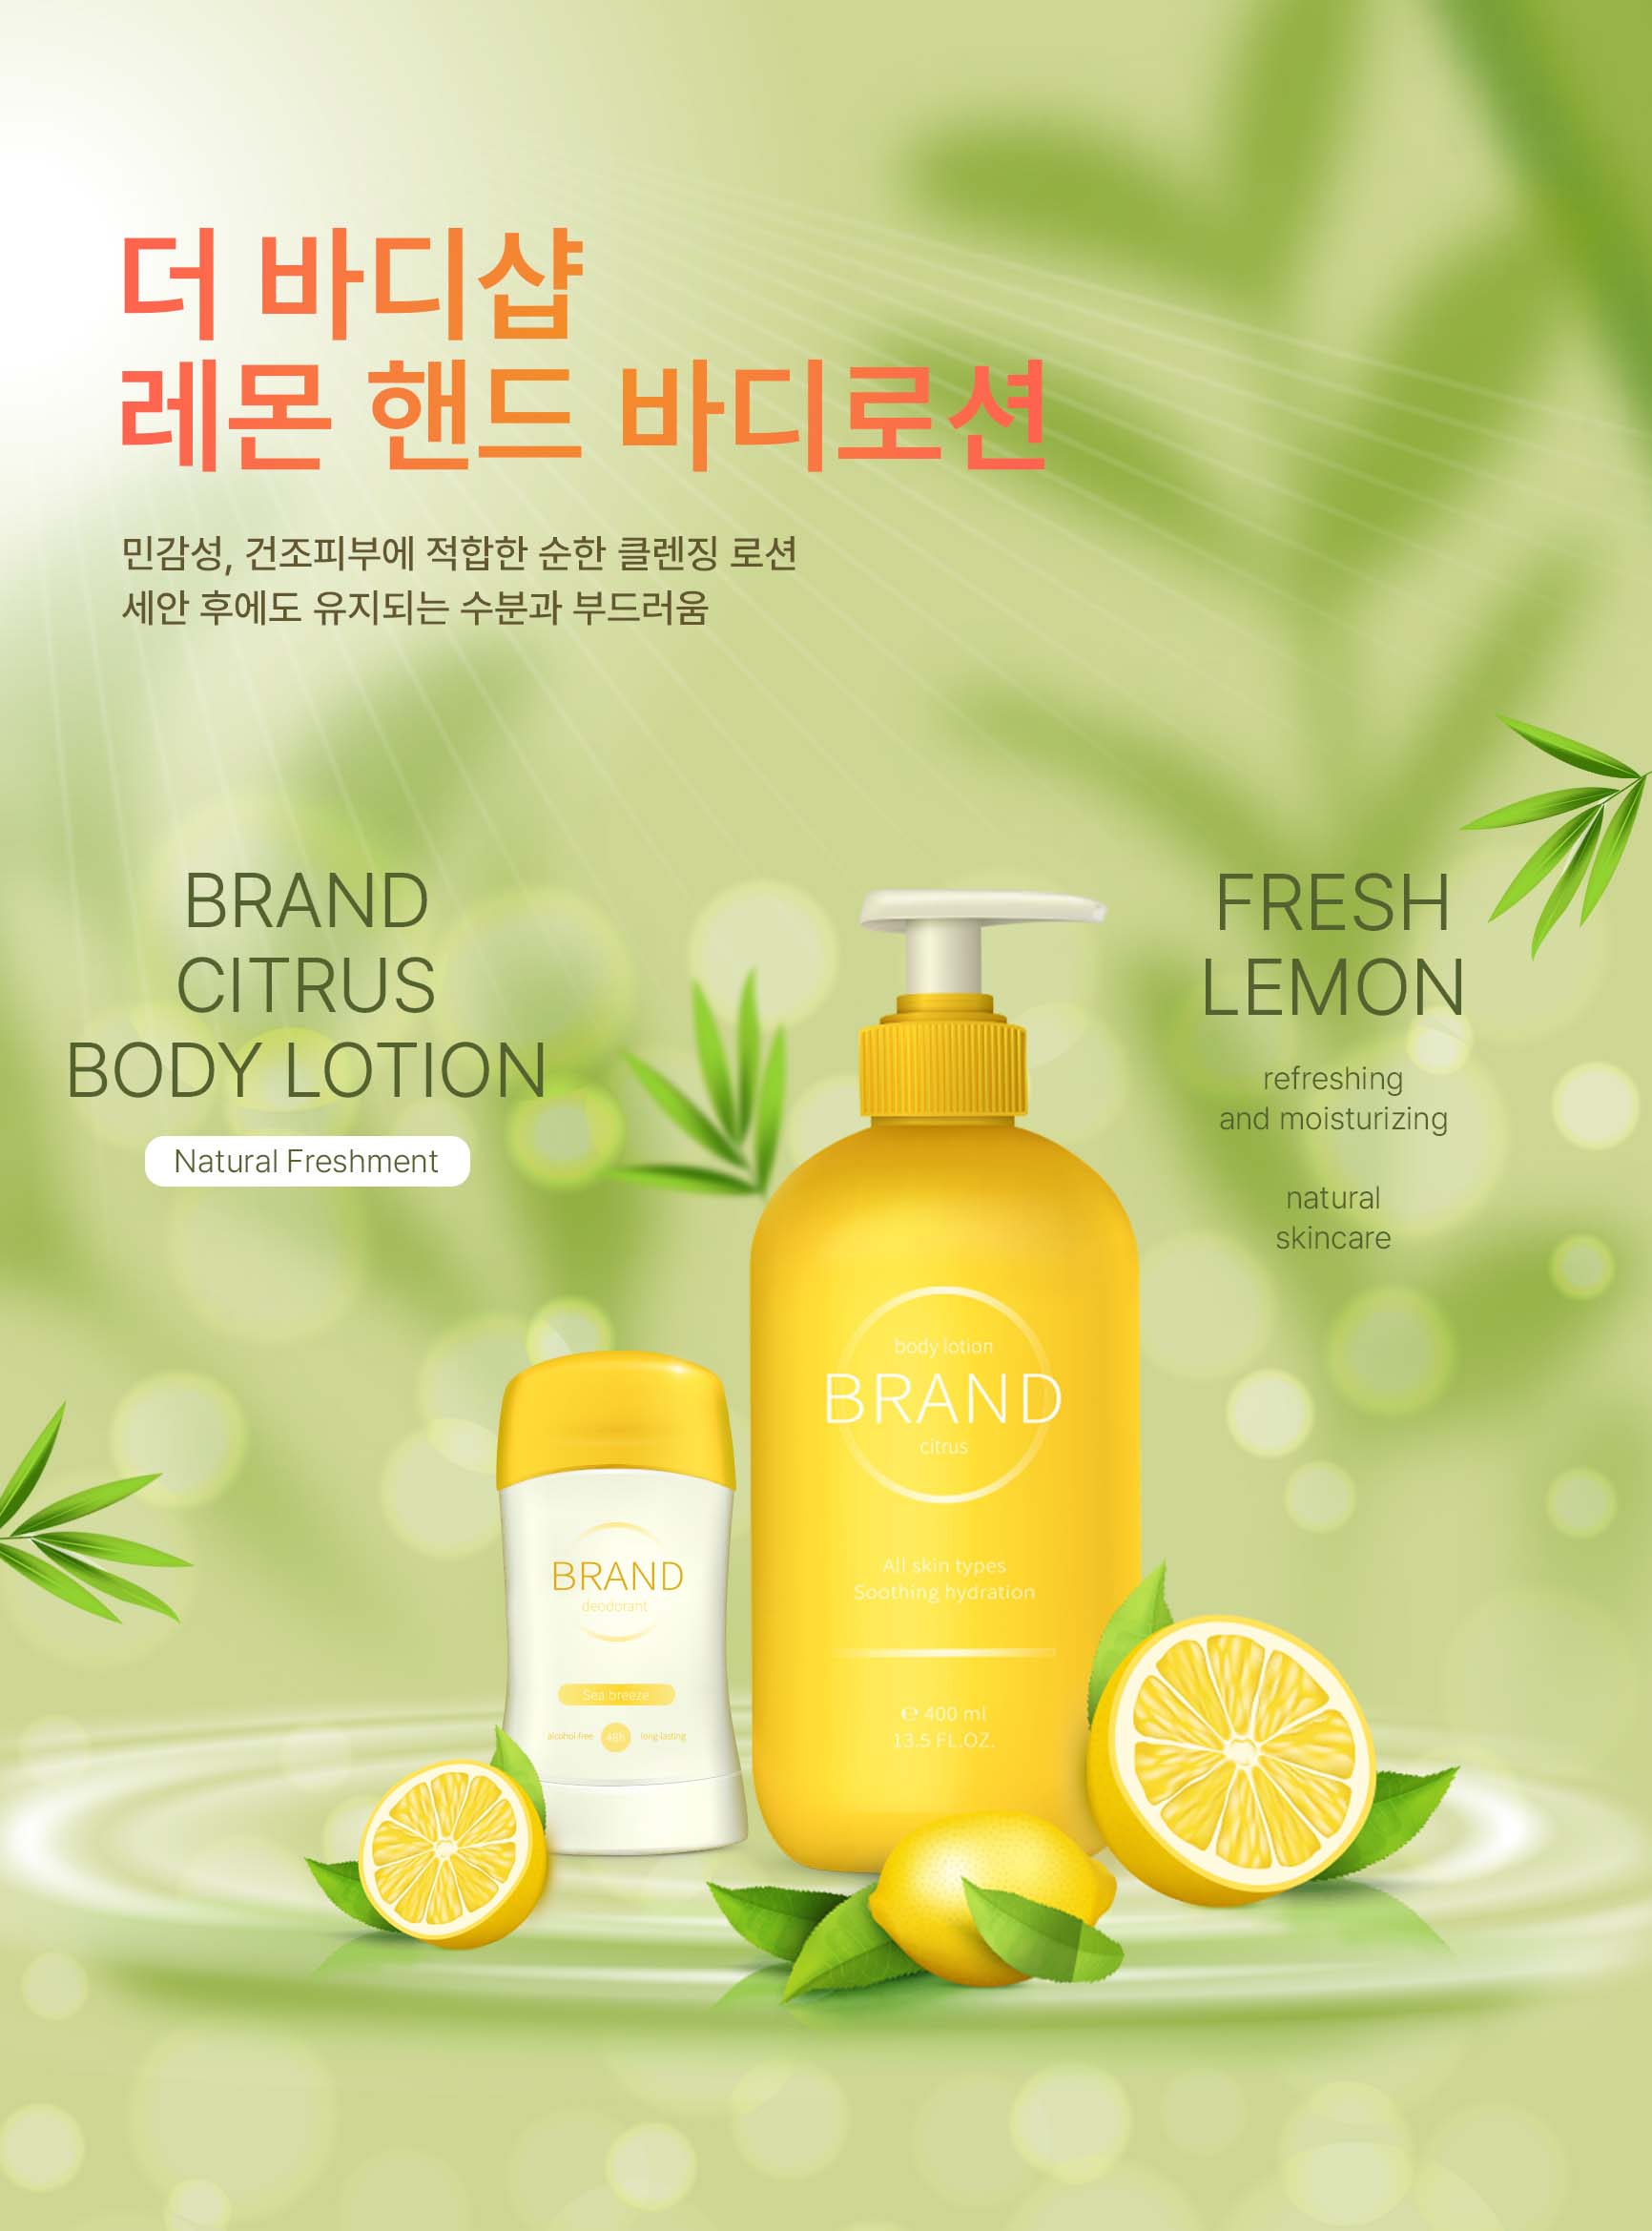 더 바디샵
레몬 핸드 바디로션
민감성, 건조피부에 적합한 순한 클렌징 로션
세안 후에도 유지되는 수분과 부드러움
BRAND
CITRUS
BODY LOTION
Natural Freshment
FRESH
LEMON
refreshing
and moisturizing
natural
skincare
body lotion
BRAND
citrus
All skin types
Soothing hydration
℮ 400 ml
13.5 FL.OZ.
BRAND
deodorant
Sea breeze
alcohol-free 48h long-lasting